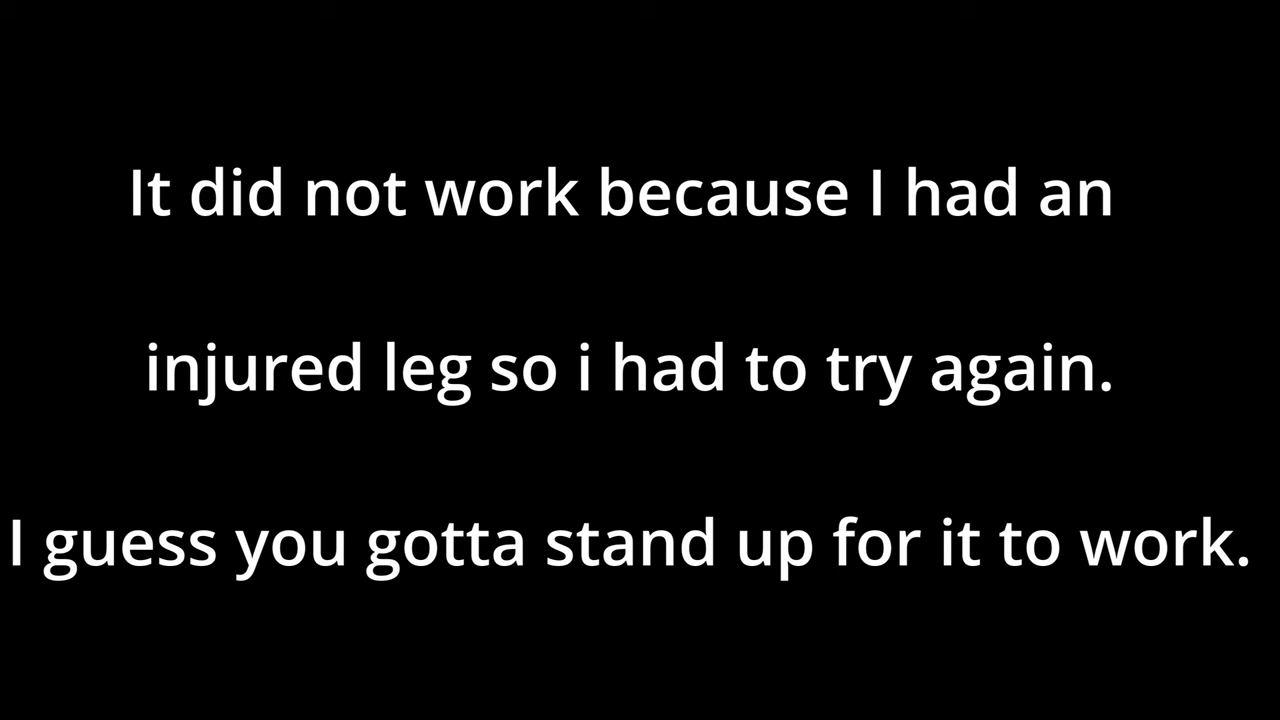 It did not work because I had an
injured leg so i had to try again.
I guess you gotta stand up for it to work.